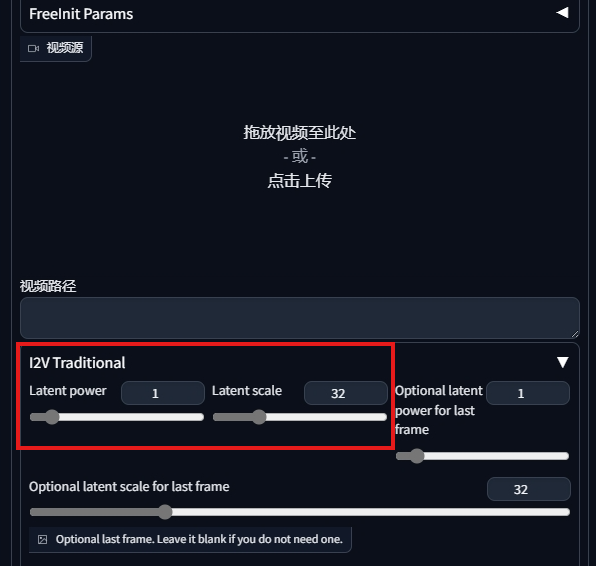 FreeInit Params
视频源
拖放视频至此处
- 或 -
点击上传
视频路径
I2V Traditional
Latent power
1
Latent scale
32
Optional latent
power for last
frame
1
Optional latent scale for last frame
32
Optional last frame. Leave it blank if you do not need one.